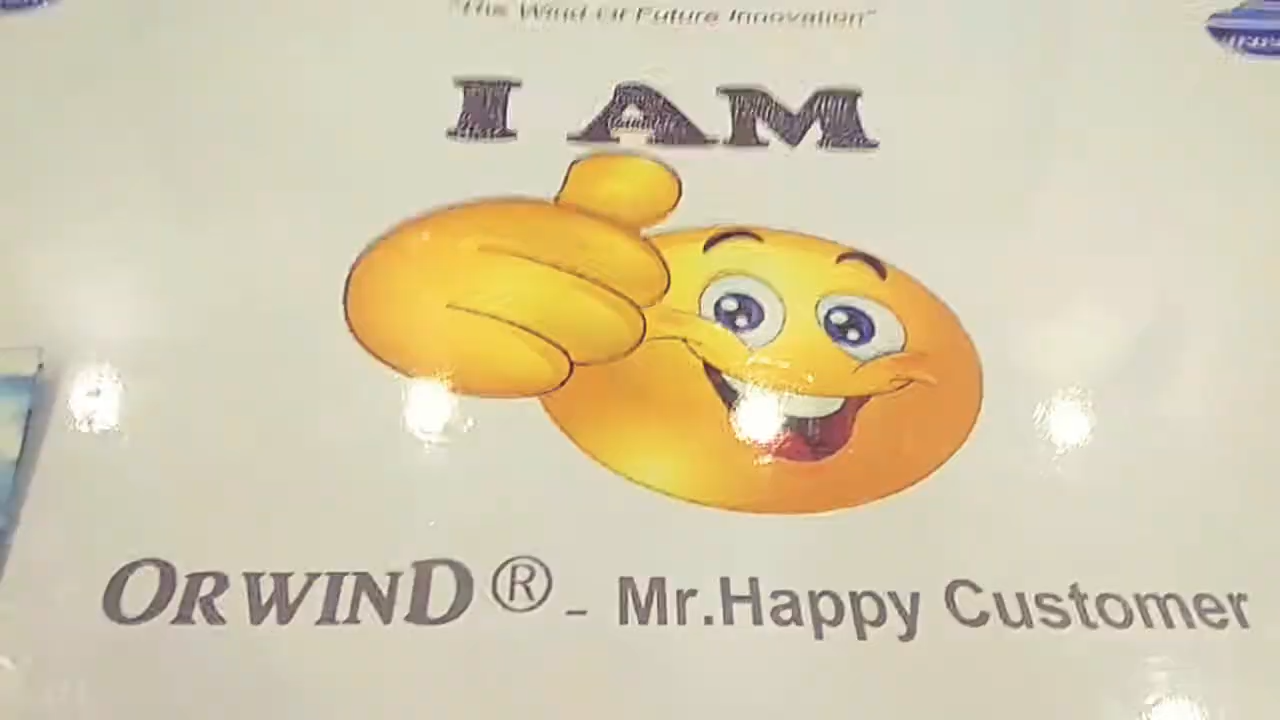 "The Wind Of Future Innovation"
I AM
ORWIND® - Mr.Happy Customer